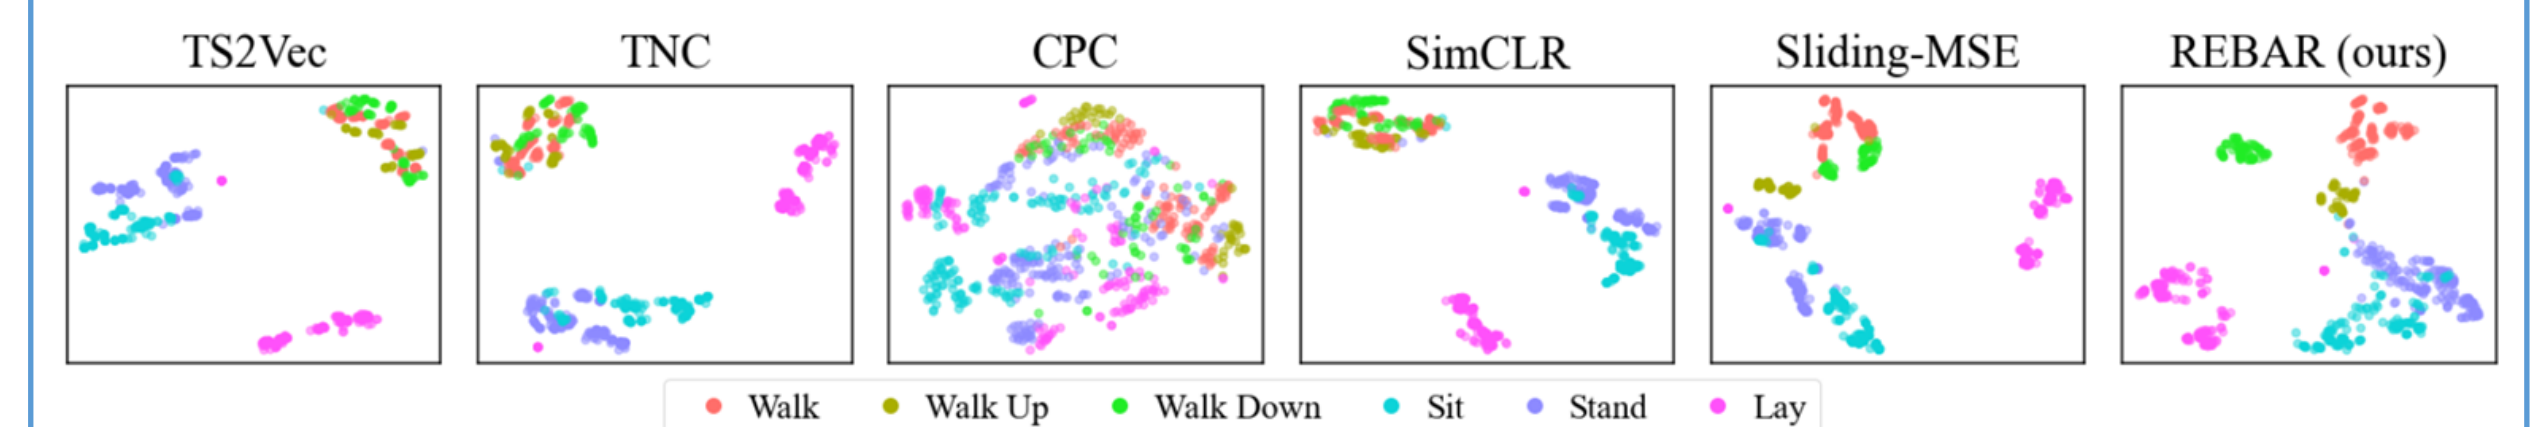 TS2Vec TNC CPC SimCLR Sliding-MSE REBAR (ours)
Walk Walk Up Walk Down Sit Stand Lay